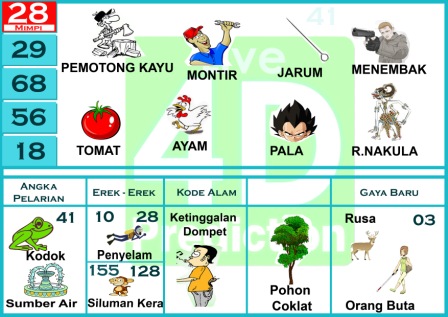 28
MIMPI
29
68
56
18
41
PEMOTONG KAYU
MONTIR
JARUM
MENEMBAK
TOMAT
AYAM
PALA
R.NAKULA
Live
4D
Prediction
ANGKA
PELARIAN
EREK - EREK
KODE ALAM
GAYA BARU
41
Kodok
Sumber Air
10 28
Penyelam
155 128
Siluman Kera
Ketinggalan
Dompet
Pohon
Coklat
Rusa
03
Orang Buta